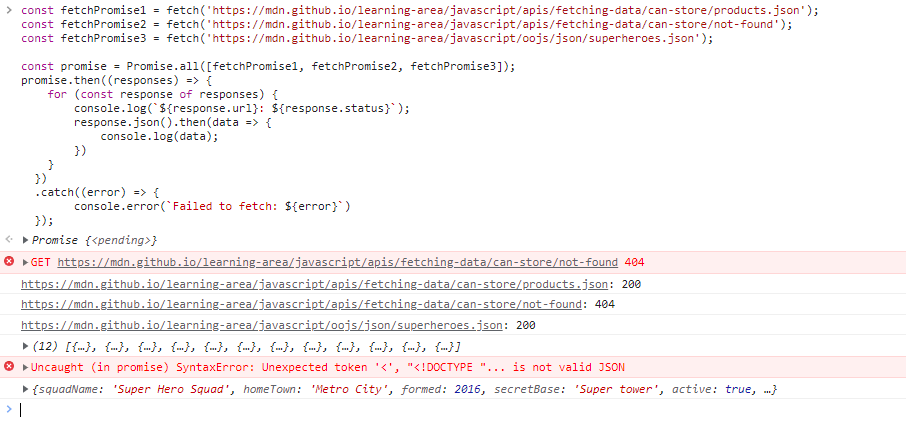 const fetchPromise1 = fetch('https://mdn.github.io/learning-area/javascript/apis/fetching-data/can-store/products.json');
const fetchPromise2 = fetch('https://mdn.github.io/learning-area/javascript/apis/fetching-data/can-store/not-found');
const fetchPromise3 = fetch('https://mdn.github.io/learning-area/javascript/oojs/json/superheroes.json');
const promise = Promise.all([fetchPromise1, fetchPromise2, fetchPromise3]);
promise.then((responses) => {
for (const response of responses) {
console.log(`${response.url}: ${response.status}`);
response.json().then(data => {
console.log(data);
})
}
})
.catch((error) => {
console.error(`Failed to fetch: ${error}`)
});
Promise {<pending>}
GET https://mdn.github.io/learning-area/javascript/apis/fetching-data/can-store/not-found 404
https://mdn.github.io/learning-area/javascript/apis/fetching-data/can-store/products.json: 200
https://mdn.github.io/learning-area/javascript/apis/fetching-data/can-store/not-found: 404
https://mdn.github.io/learning-area/javascript/oojs/json/superheroes.json: 200
(12) [{…}, {…}, {…}, {…}, {…}, {…}, {…}, {…}, {…}, {…}, {…}, {…}]
Uncaught (in promise) SyntaxError: Unexpected token '<', "<!DOCTYPE "... is not valid JSON
{squadName: 'Super Hero Squad', homeTown: 'Metro City', formed: 2016, secretBase: 'Super tower', active: true, …}